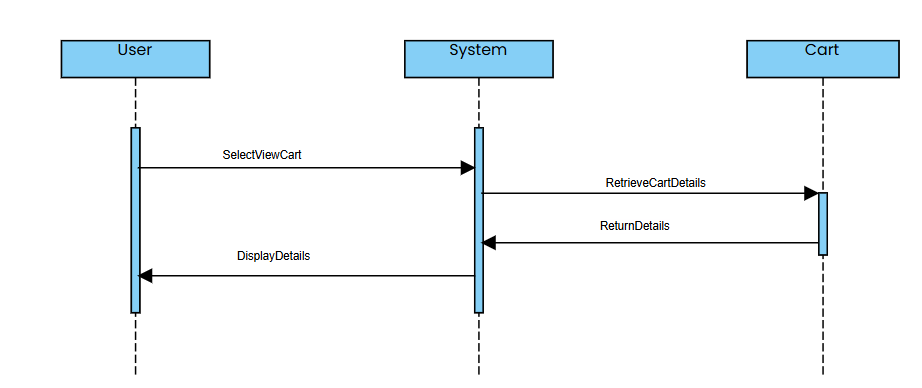 User
System
Cart
SelectViewCart
RetrieveCartDetails
ReturnDetails
DisplayDetails